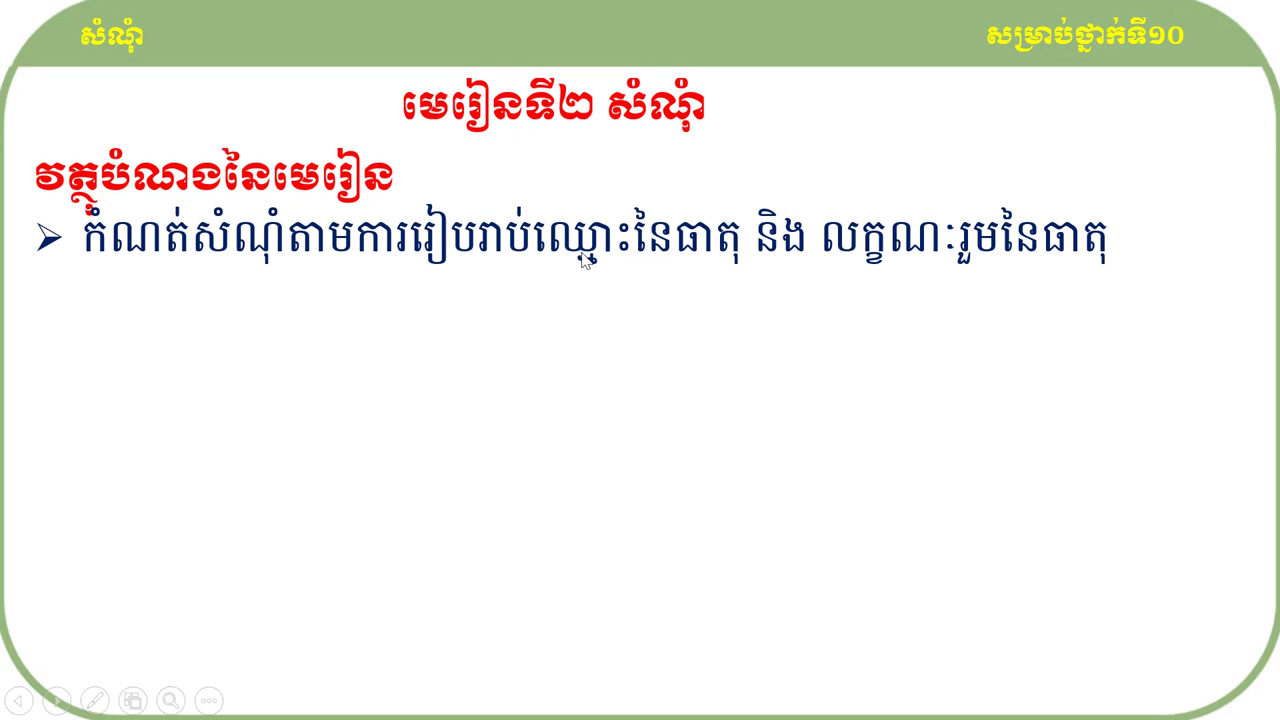 សំណុំ
សម្រាប់ថ្នាក់ទី១០
មេរៀនទី២ សំណុំ
វត្ថុបំណងនៃមេរៀន
កំណត់សំណុំតាមការរៀបរាប់ឈ្មោះនៃធាតុ និង លក្ខណៈរួមនៃធាតុ